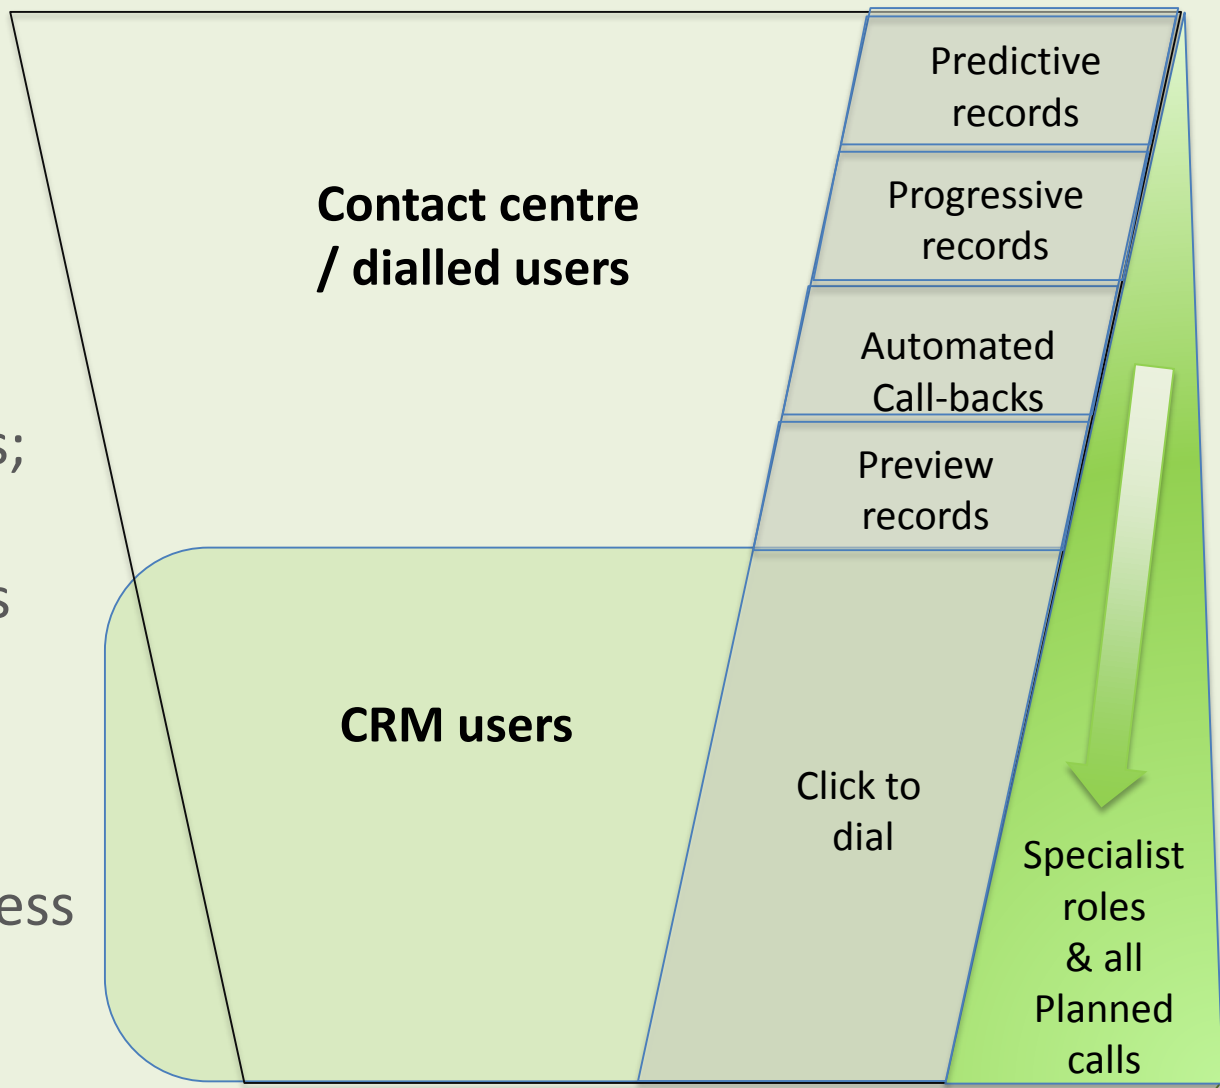 Predictive
records
Contact centre
/ dialled users
Progressive
records
Automated
Call-backs
Preview
records
CRM users
Click to
dial
Specialist
roles
& all
Planned
calls